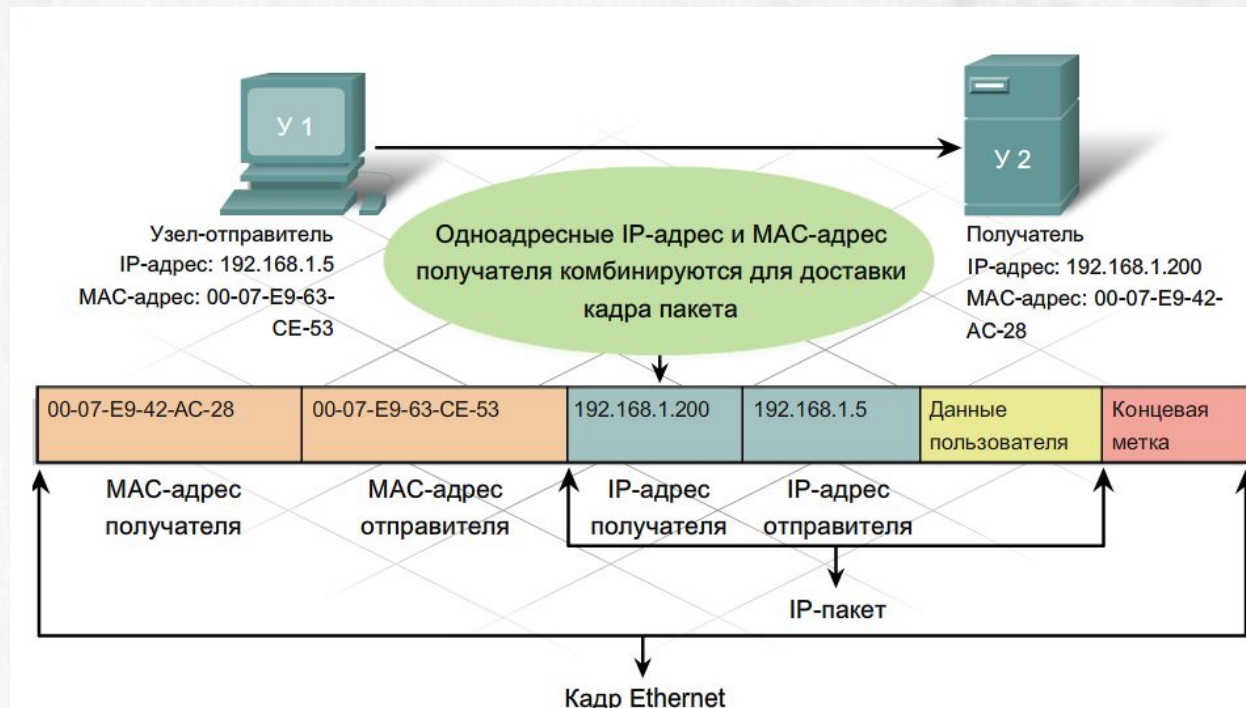 У 1
У 2
Узел-отправитель
IP-адрес: 192.168.1.5
MAC-адрес: 00-07-E9-63-
CE-53
Одноадресные IP-адрес и MAC-адрес
получателя комбинируются для доставки
кадра пакета
Получатель
IP-адрес: 192.168.1.200
MAC-адрес: 00-07-E9-42-
AC-28
00-07-E9-42-AC-28
00-07-E9-63-CE-53
192.168.1.200
192.168.1.5
Данные
пользователя
Концевая
метка
MAC-адрес
получателя
MAC-адрес
отправителя
IP-адрес
получателя
IP-адрес
отправителя
IP-пакет
Кадр Ethernet